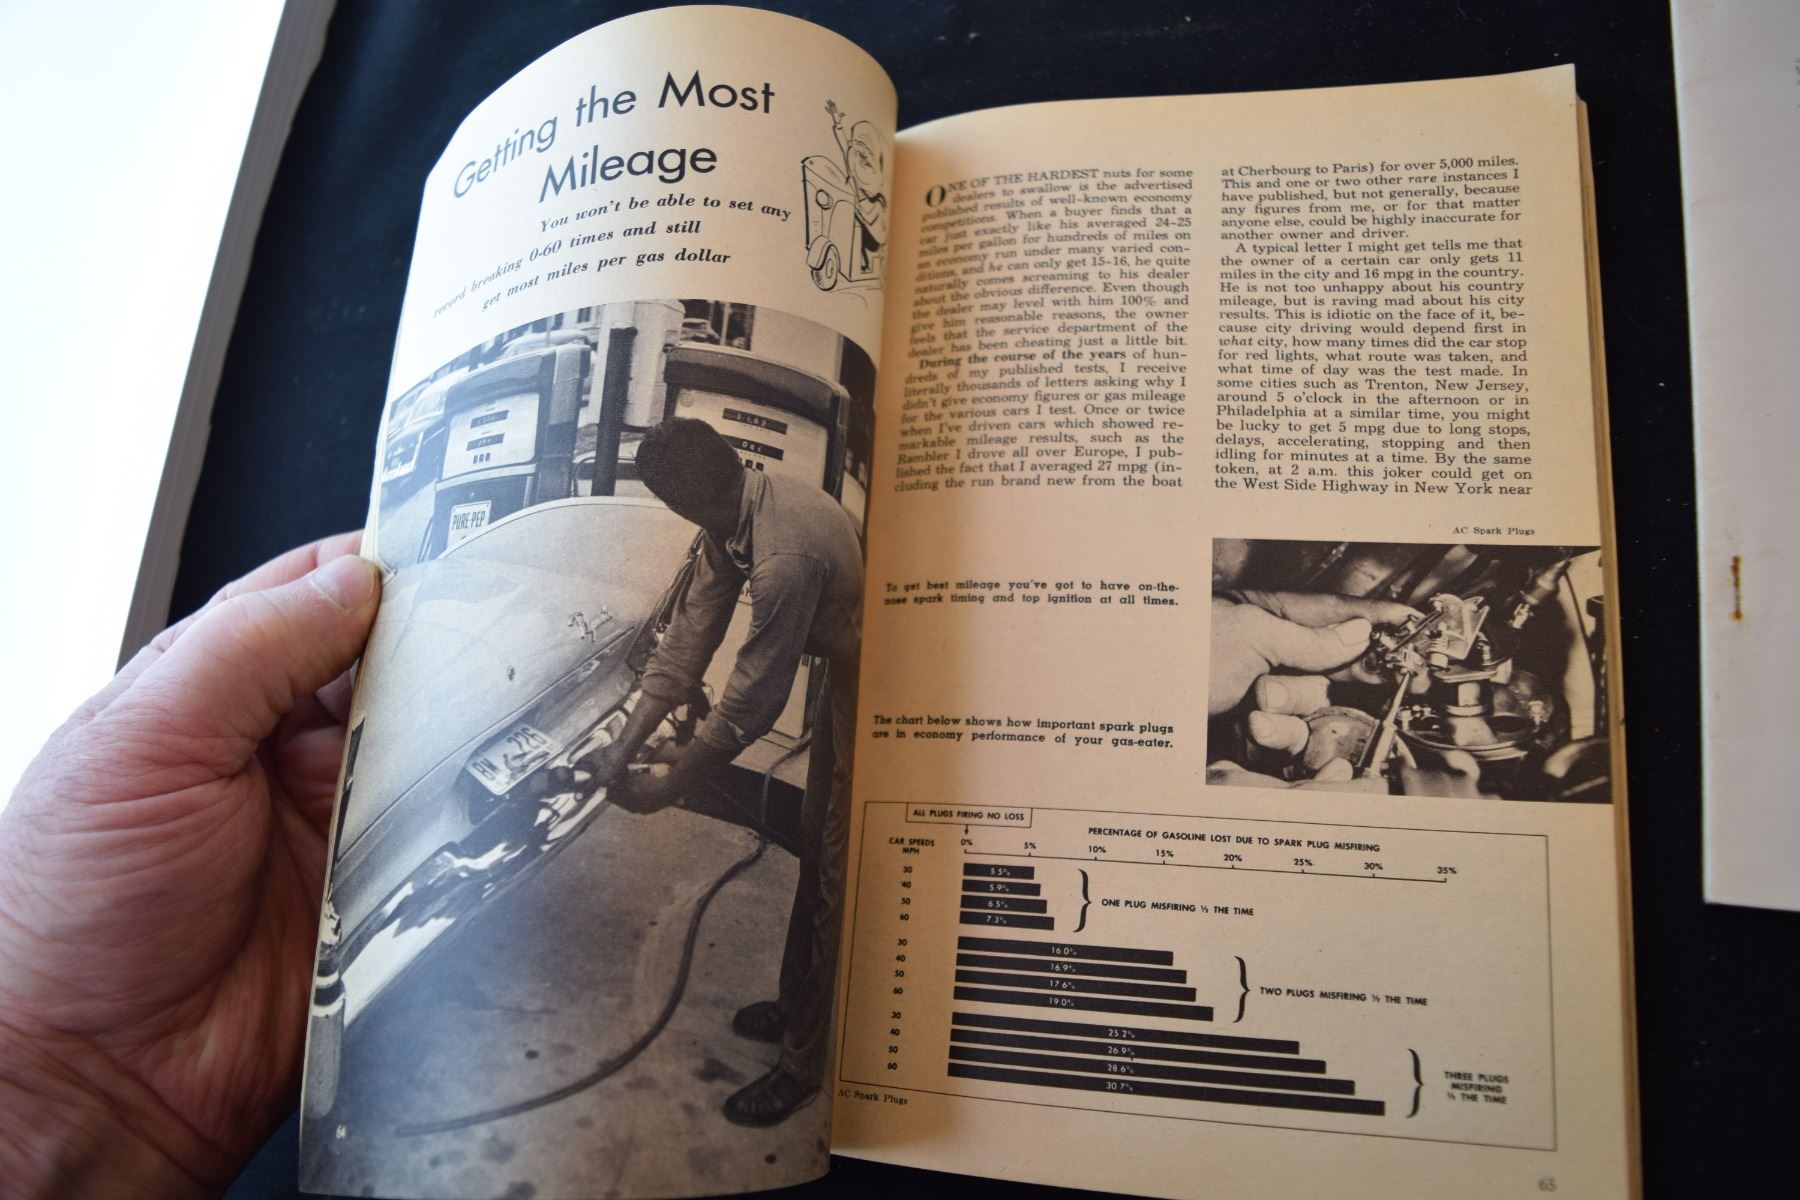 Getting the Most
Mileage
You won't be able to set any
record breaking 0-60 times and still
get most miles per gas dollar
PURE-PEP
BW 226
64
ONE OF THE HARDEST nuts for some
dealers to swallow is the advertised
published results of well-known economy
competitions. When a buyer finds that a
car just exactly like his averaged 24-25
miles per gallon for hundreds of miles on
an economy run under many varied con-
ditions, and he can only get 15-16, he quite
naturally comes screaming to his dealer
about the obvious difference. Even though
the dealer may level with him 100% and
give him reasonable reasons, the owner
feels that the service department of the
dealer has been cheating just a little bit.
During the course of the years of hun-
dreds of my published tests, I receive
literally thousands of letters asking why I
didn't give economy figures or gas mileage
for the various cars I test. Once or twice
when I've driven cars which showed re-
markable mileage results, such as the
Rambler I drove all over Europe, I pub-
lished the fact that I averaged 27 mpg (in-
cluding the run brand new from the boat
at Cherbourg to Paris) for over 5,000 miles.
This and one or two other rare instances I
have published, but not generally, because
any figures from me, or for that matter
anyone else, could be highly inaccurate for
another owner and driver.
A typical letter I might get tells me that
the owner of a certain car only gets 11
miles in the city and 16 mpg in the country.
He is not too unhappy about his country
mileage, but is raving mad about his city
results. This is idiotic on the face of it, be-
cause city driving would depend first in
what city, how many times did the car stop
for red lights, what route was taken, and
what time of day was the test made. In
some cities such as Trenton, New Jersey,
around 5 o'clock in the afternoon or in
Philadelphia at a similar time, you might
be lucky to get 5 mpg due to long stops,
delays, accelerating, stopping and then
idling for minutes at a time. By the same
token, at 2 a.m. this joker could get on
the West Side Highway in New York near
AC Spark Plugs
To get best mileage you've got to have on-the-
nose spark timing and top ignition at all times.
The chart below shows how important spark plugs
are in economy performance of your gas-eater.
ALL PLUGS FIRING NO LOSS
PERCENTAGE OF GASOLINE LOST DUE TO SPARK PLUG MISFIRING
CAR SPEEDS
MPH
0% 5% 10% 15% 20% 25% 30% 35%
30 5.5%
40 5.9%
50 6.5%
60 7.3%
ONE PLUG MISFIRING ½ THE TIME
30 16.0%
40 16.9%
50 17.6%
60 19.0%
TWO PLUGS MISFIRING ½ THE TIME
30 25.2%
40 26.9%
50 28.6%
60 30.7%
THREE PLUGS
MISFIRING
½ THE TIME
AC Spark Plugs
65